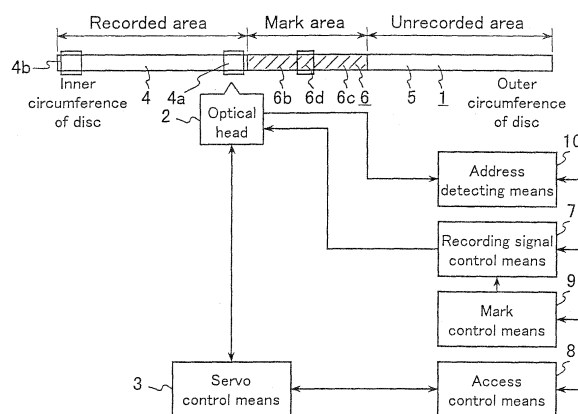 Recorded area Mark area Unrecorded area
4b 4 4a 6b 6d 6c 6 5 1
Inner circumference of disc
Outer circumference of disc
2 Optical head
10
Address detecting means
7
Recording signal control means
9
Mark control means
8
3 Servo control means
Access control means